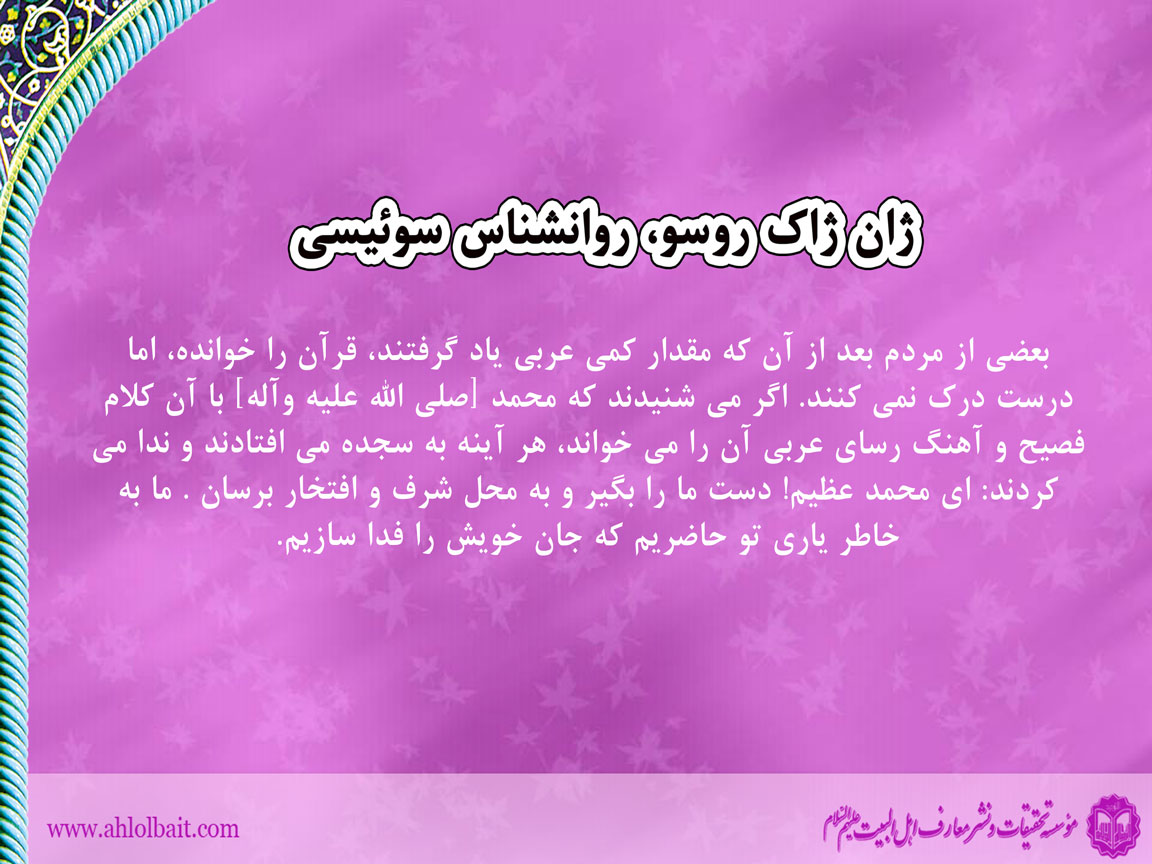 ژان ژاک روسو، روانشناس سوئیسی
بعضی از مردم بعد از آن که مقدار کمی عربی یاد گرفتند، قرآن را خوانده، اما
درست درک نمی کنند. اگر می شنیدند که محمد [صلی الله علیه وآله] با آن کلام
فصیح و آهنگ رسای عربی آن را می خواند، هر آینه به سجده می افتادند و ندا می
کردند: ای محمد عظیم! دست ما را بگیر و به محل شرف و افتخار برسان . ما به
خاطر یاری تو حاضریم که جان خویش را فدا سازیم.
www.ahlolbait.com
مؤسسه تحقیقات و نشر معارف اهل البیت علیهم السلام